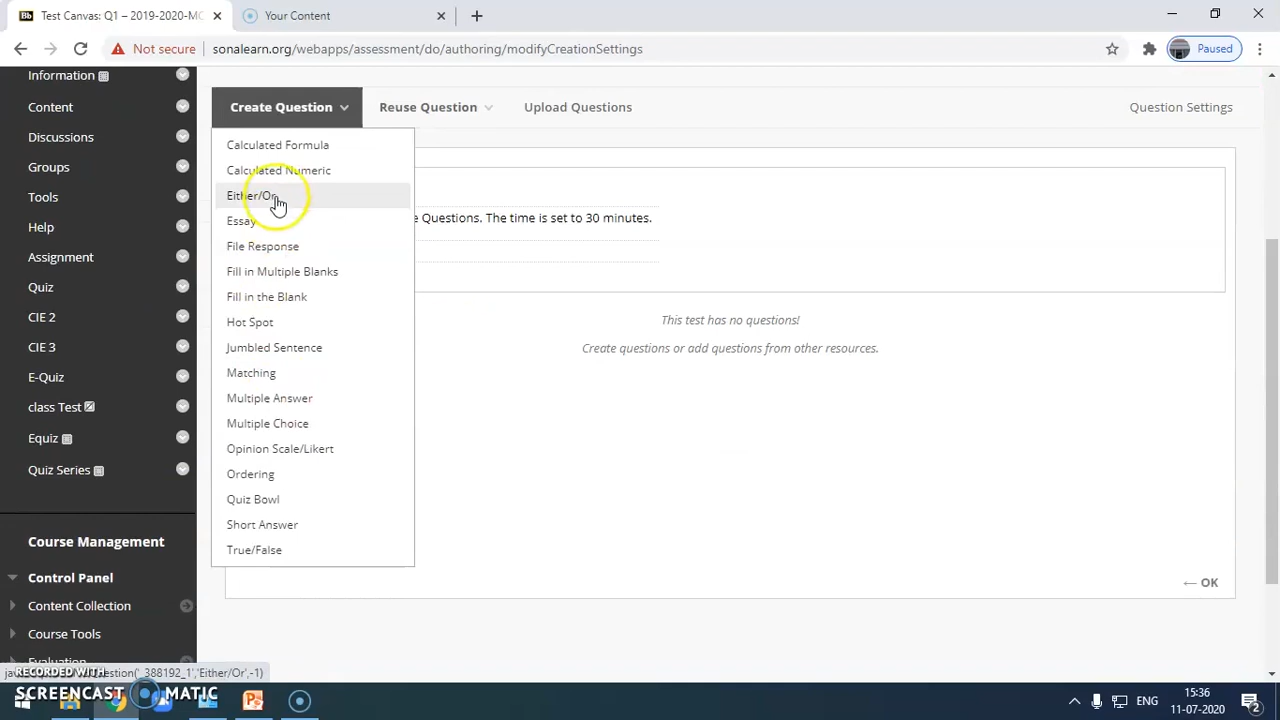 Test Canvas: Q1 – 2019-2020-MC
Your Content
Not secure
sonalearn.org/webapps/assessment/do/authoring/modifyCreationSettings
Paused
Information
Content
Discussions
Groups
Tools
Help
Assignment
Quiz
CIE 2
CIE 3
E-Quiz
class Test
Equiz
Quiz Series
Course Management
Control Panel
Content Collection
Course Tools
Evaluation
Create Question
Reuse Question
Upload Questions
Question Settings
Calculated Formula
Calculated Numeric
Either/Or
Essay
File Response
Fill in Multiple Blanks
Fill in the Blank
Hot Spot
Jumbled Sentence
Matching
Multiple Answer
Multiple Choice
Opinion Scale/Likert
Ordering
Quiz Bowl
Short Answer
True/False
e Questions. The time is set to 30 minutes.
This test has no questions!
Create questions or add questions from other resources.
OK
estion('_388192_1','Either/Or',-1)
RECORDED WITH
SCREENCAST MATIC
ENG
15:36
11-07-2020
2